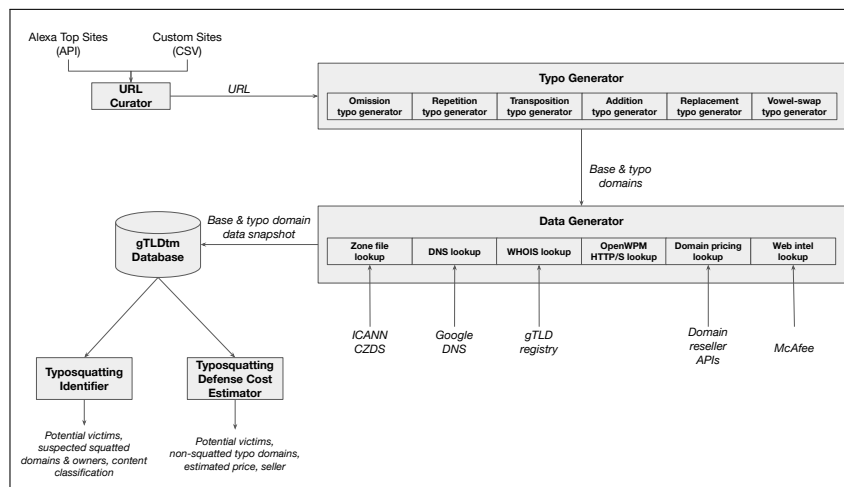 Alexa Top Sites
(API)
Custom Sites
(CSV)
URL
Curator
URL
Typo Generator
Omission
typo generator
Repetition
typo generator
Transposition
typo generator
Addition
typo generator
Replacement
typo generator
Vowel-swap
typo generator
Base & typo
domains
Data Generator
Zone file
lookup
DNS lookup
WHOIS lookup
OpenWPM
HTTP/S lookup
Domain pricing
lookup
Web intel
lookup
Base & typo domain
data snapshot
gTLDtm
Database
ICANN
CZDS
Google
DNS
gTLD
registry
Domain
reseller
APIs
McAfee
Typosquatting
Identifier
Typosquatting
Defense Cost
Estimator
Potential victims,
suspected squatted
domains & owners, content
classification
Potential victims,
non-squatted typo domains,
estimated price, seller